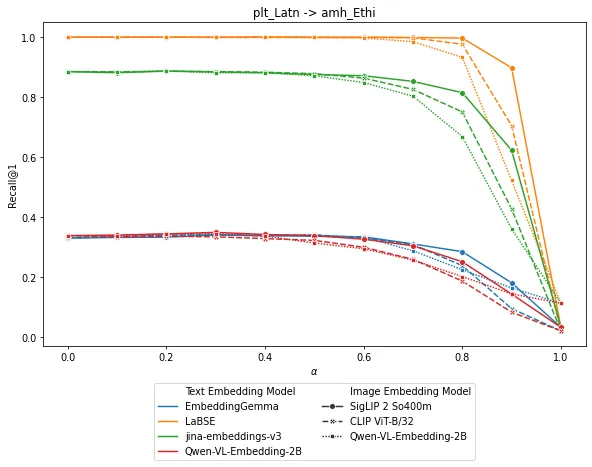 plt_Latn -> amh_Ethi
Recall@1
1.0
0.8
0.6
0.4
0.2
0.0
0.0 0.2 0.4 0.6 0.8 1.0
α
Text Embedding Model
EmbeddingGemma
LaBSE
jina-embeddings-v3
Qwen-VL-Embedding-2B
Image Embedding Model
SigLIP 2 So400m
CLIP ViT-B/32
Qwen-VL-Embedding-2B